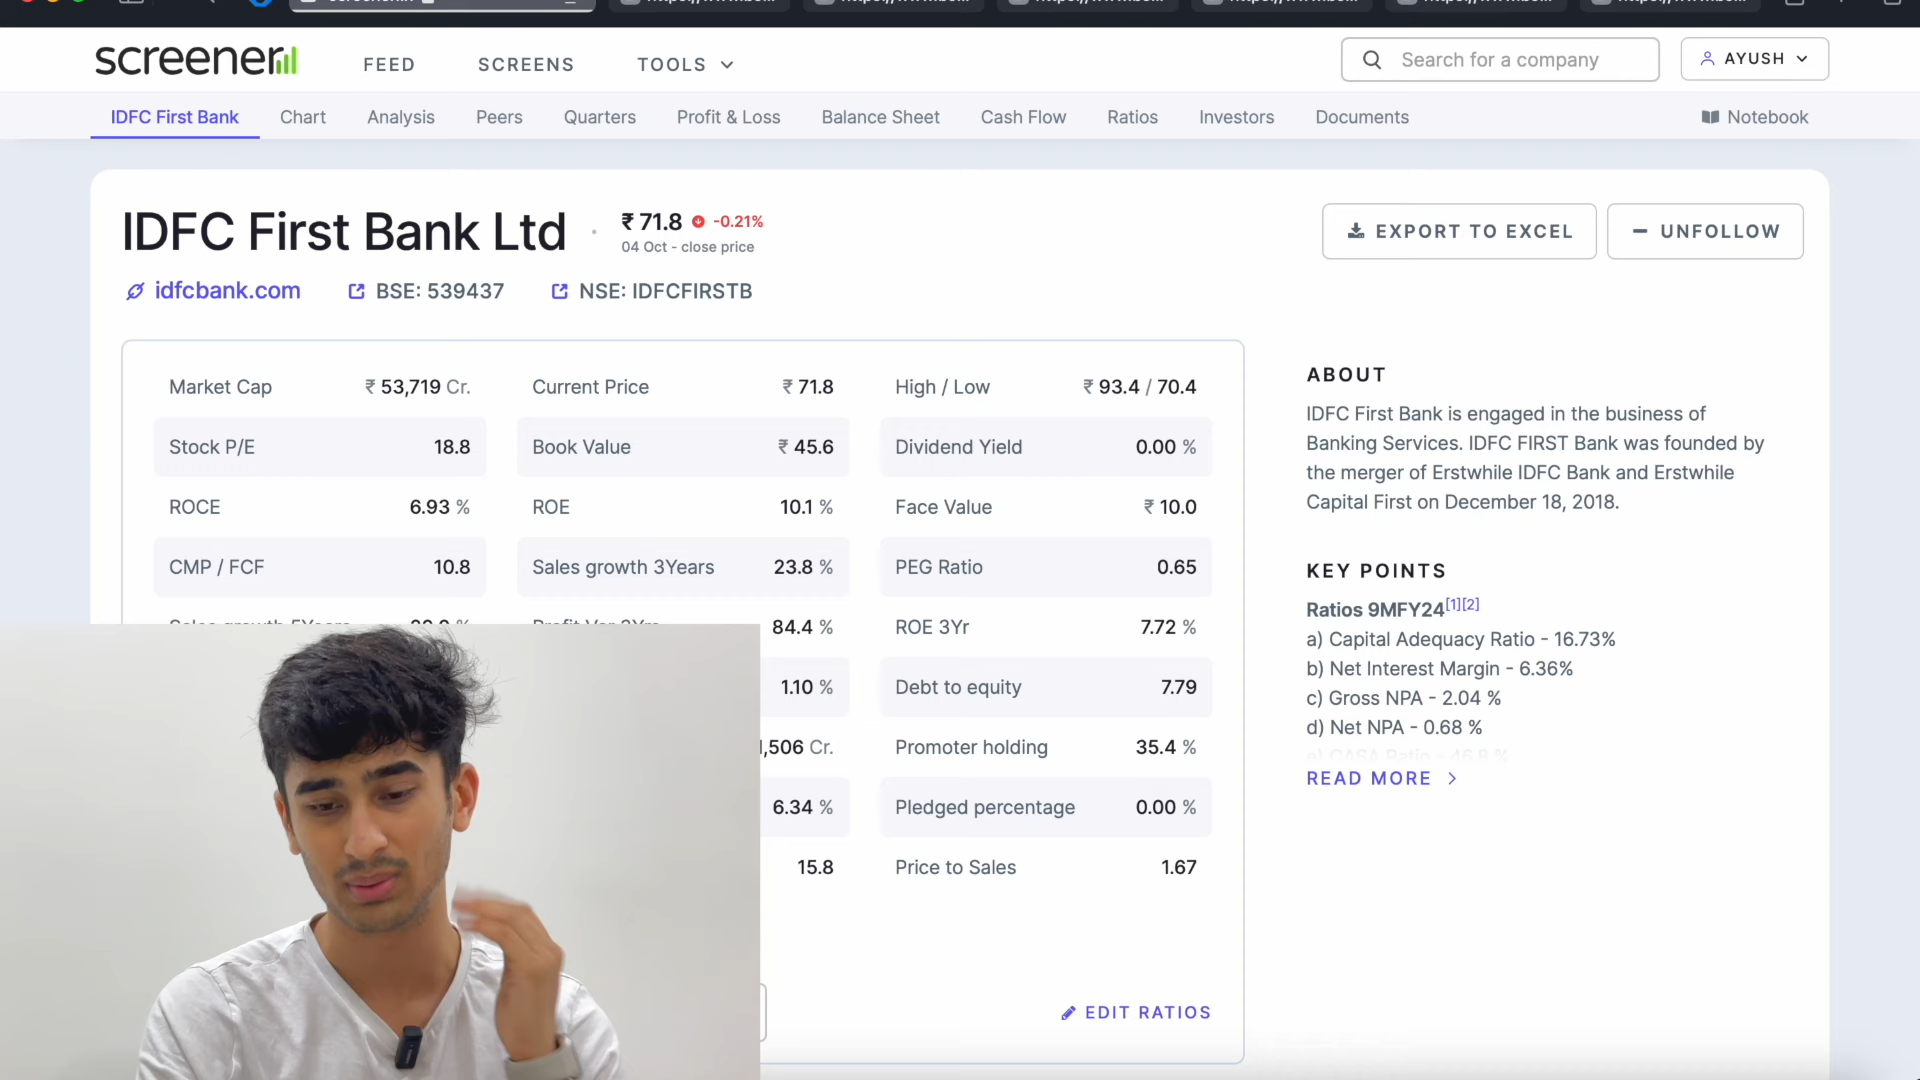 screener
FEED
SCREENS
TOOLS
Search for a company
AYUSH
IDFC First Bank
Chart
Analysis
Peers
Quarters
Profit & Loss
Balance Sheet
Cash Flow
Ratios
Investors
Documents
Notebook
IDFC First Bank Ltd
₹ 71.8 -0.21%
04 Oct - close price
EXPORT TO EXCEL
UNFOLLOW
idfcbank.com
BSE: 539437
NSE: IDFCFIRSTB
Market Cap ₹ 53,719 Cr.
Current Price ₹ 71.8
High / Low ₹ 93.4 / 70.4
Stock P/E 18.8
Book Value ₹ 45.6
Dividend Yield 0.00 %
ROCE 6.93 %
ROE 10.1 %
Face Value ₹ 10.0
CMP / FCF 10.8
Sales growth 3Years 23.8 %
PEG Ratio 0.65
84.4 %
ROE 3Yr 7.72 %
1.10 %
Debt to equity 7.79
,506 Cr.
Promoter holding 35.4 %
6.34 %
Pledged percentage 0.00 %
15.8
Price to Sales 1.67
EDIT RATIOS
ABOUT
IDFC First Bank is engaged in the business of
Banking Services. IDFC FIRST Bank was founded by
the merger of Erstwhile IDFC Bank and Erstwhile
Capital First on December 18, 2018.
KEY POINTS
Ratios 9MFY24[1][2]
a) Capital Adequacy Ratio - 16.73%
b) Net Interest Margin - 6.36%
c) Gross NPA - 2.04 %
d) Net NPA - 0.68 %
e) CASA Ratio - 46.8 %
READ MORE